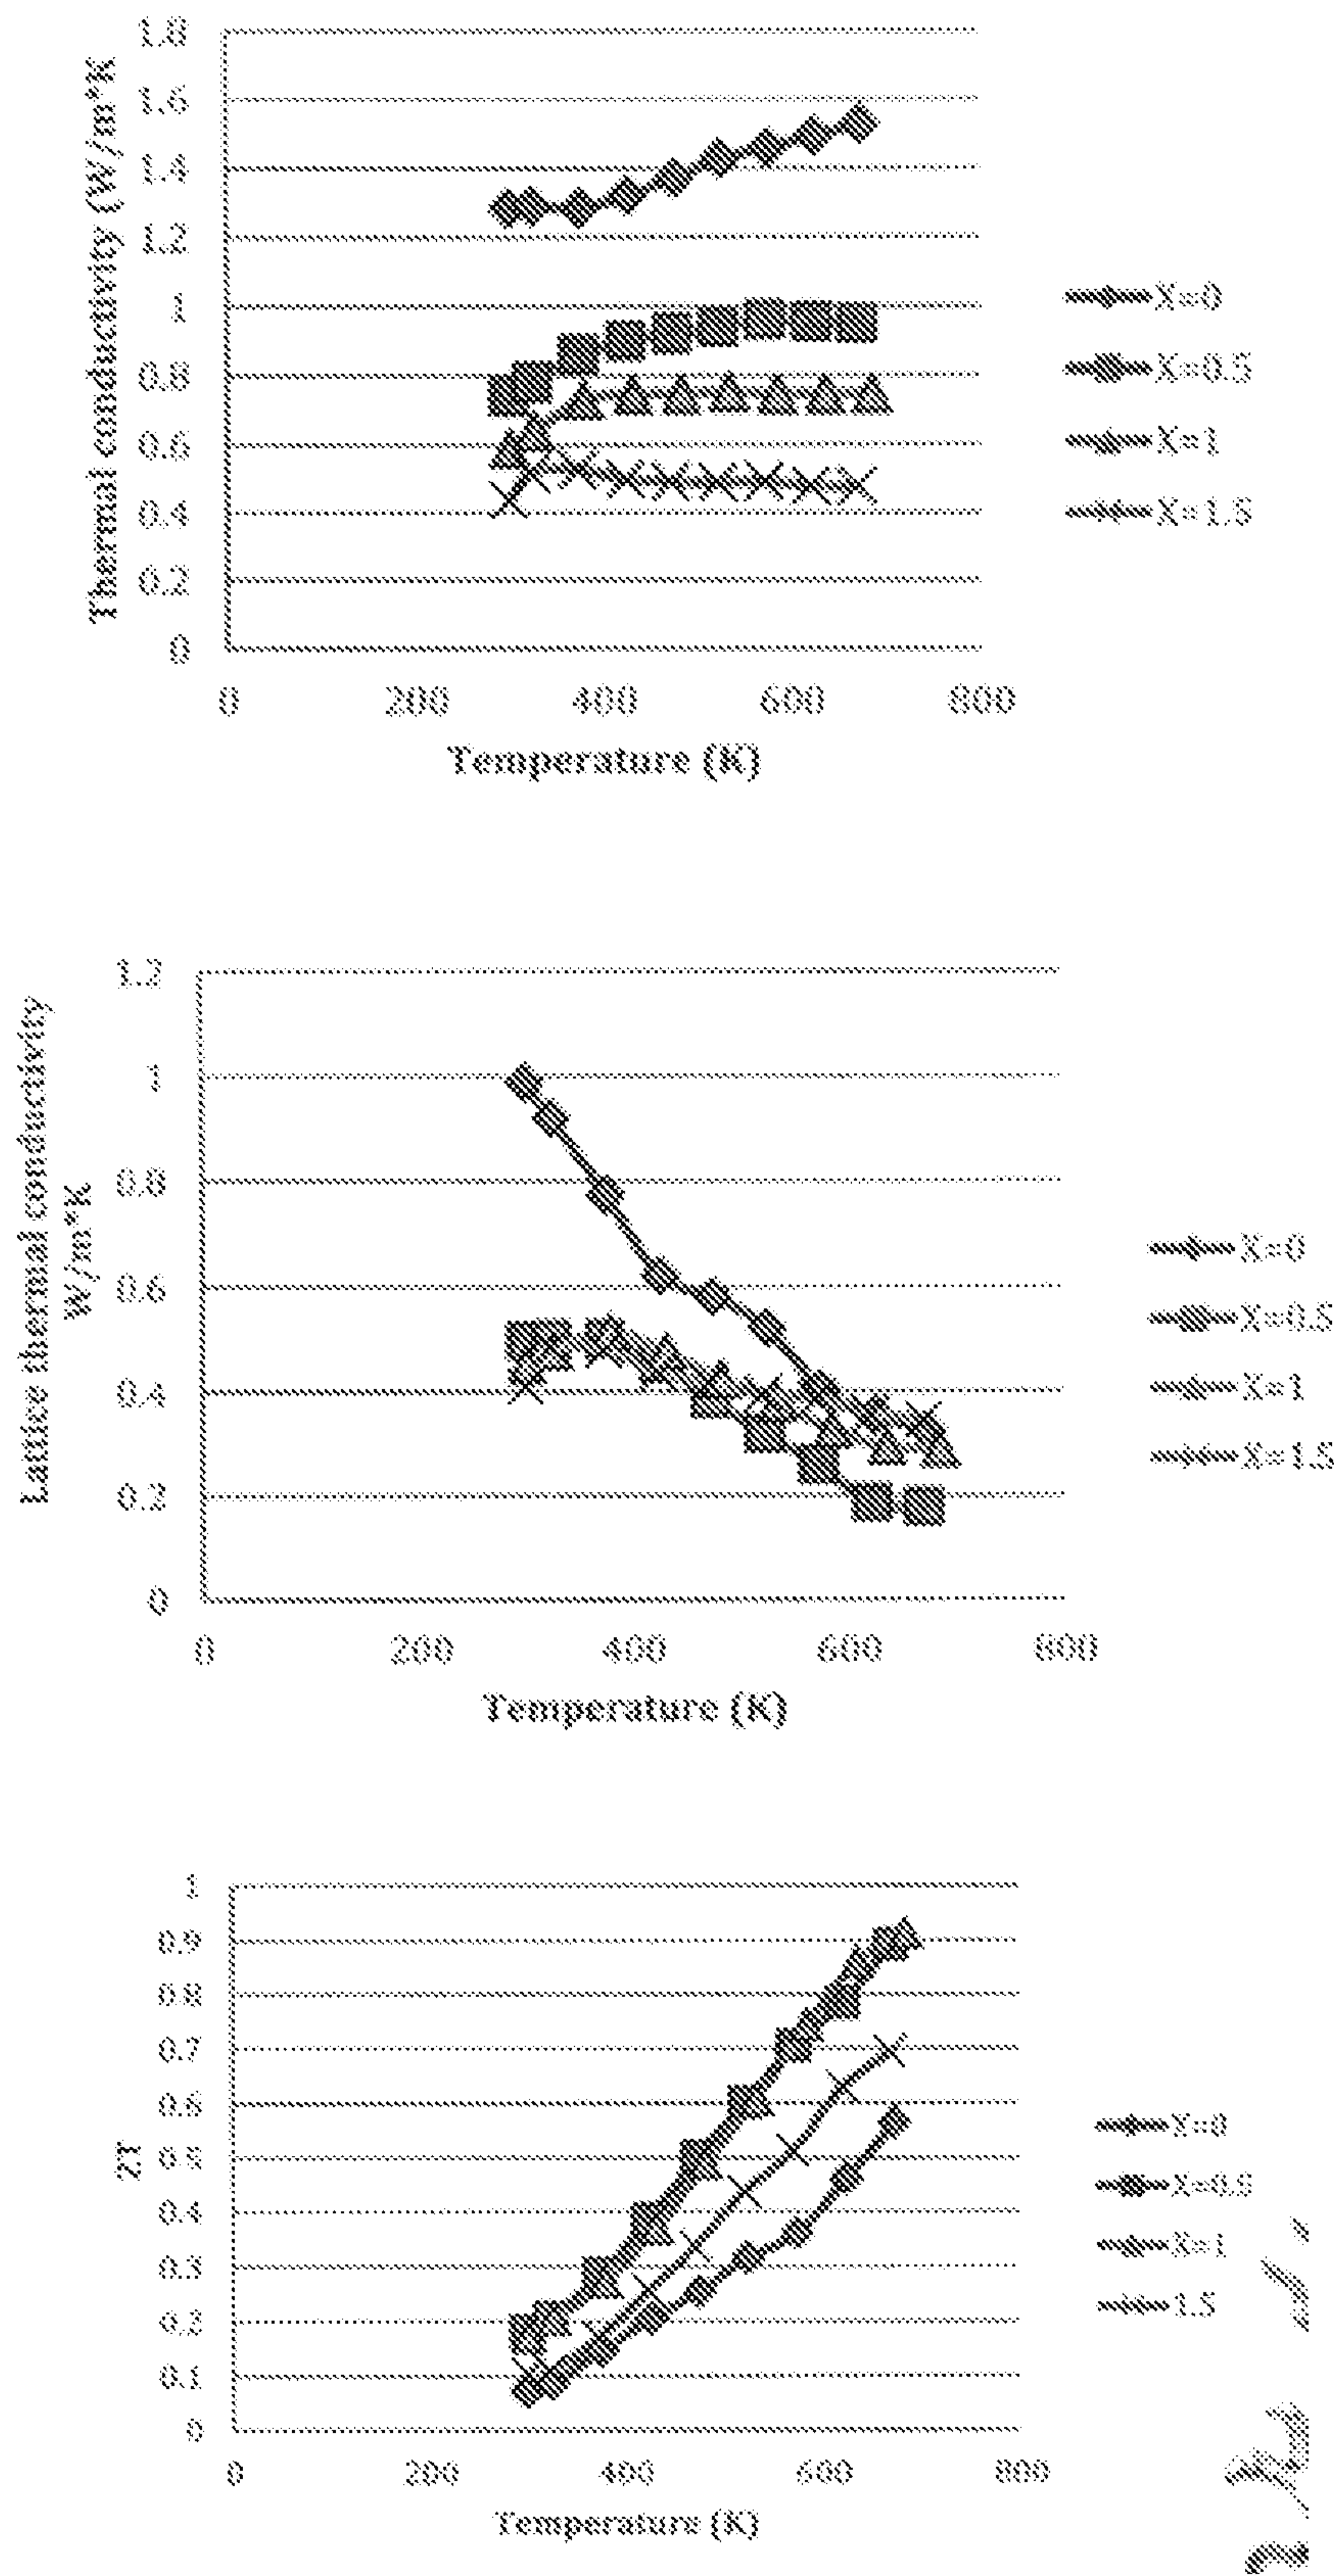 1.8
1.6
1.4
1.2
1
0.8
0.6
0.4
0.2
0
Thermal conductivity (W/m*K
0 200 400 600 800
Temperature (K)
X=0
X=0.5
X=1
X=1.5
1.2
1
0.8
0.6
0.4
0.2
0
Lattice thermal conductivity
W/m*K
0 200 400 600 800
Temperature (K)
X=0
X=0.5
X=1
X=1.5
1
0.9
0.8
0.7
0.6
0.5
0.4
0.3
0.2
0.1
0
ZT
0 200 400 600 800
Temperature (K)
X=0
X=0.5
X=1
1.5